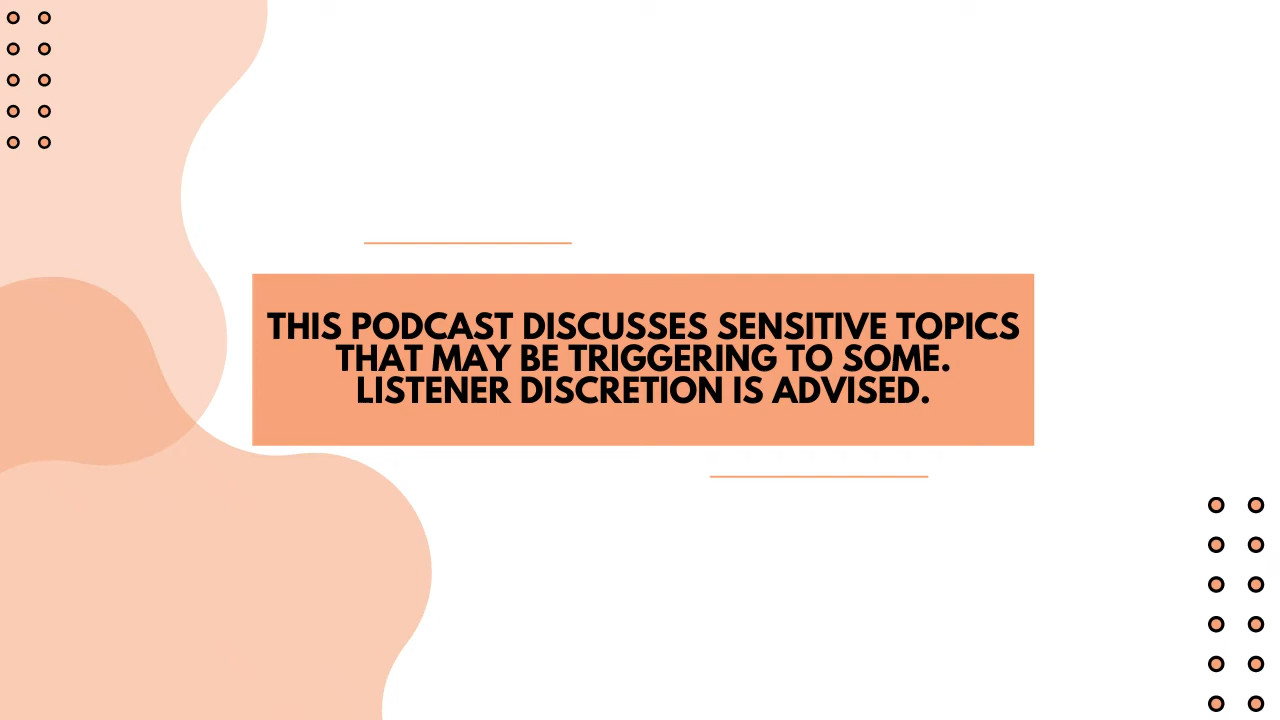 THIS PODCAST DISCUSSES SENSITIVE TOPICS
THAT MAY BE TRIGGERING TO SOME.
LISTENER DISCRETION IS ADVISED.